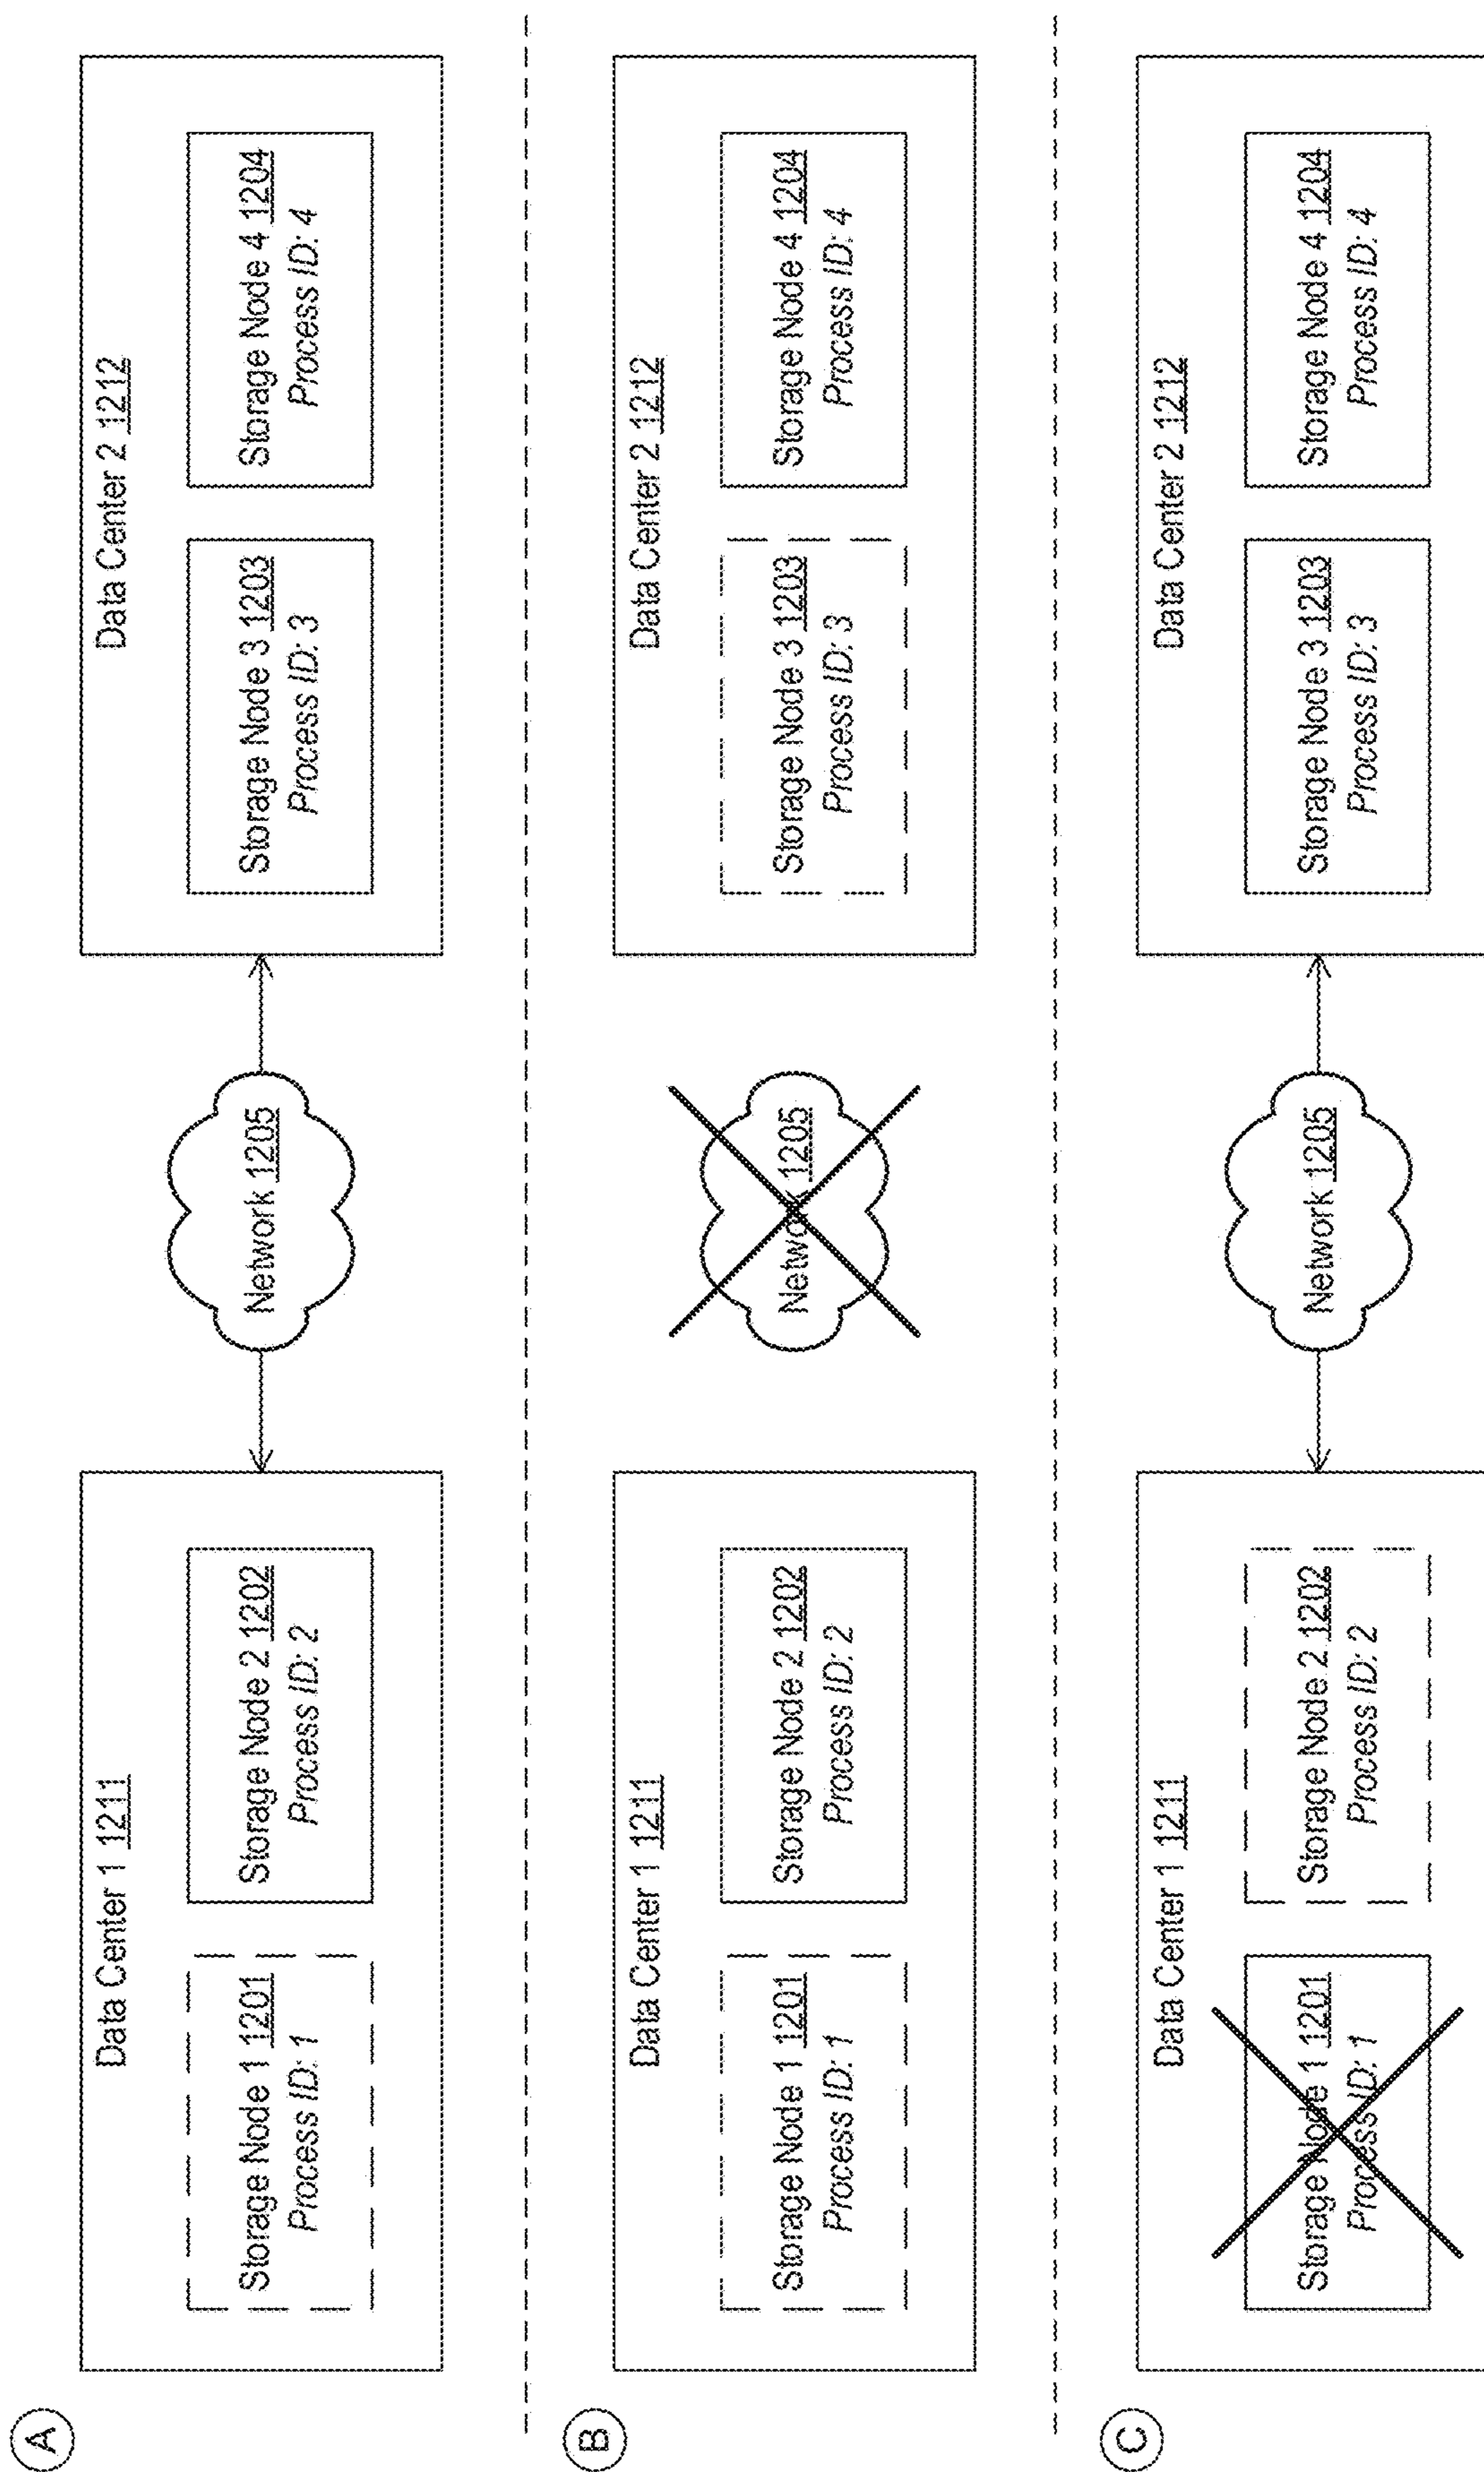 A
Data Center 1 1211
Storage Node 1 1201
Process ID: 1
Storage Node 2 1202
Process ID: 2
Network 1205
Data Center 2 1212
Storage Node 3 1203
Process ID: 3
Storage Node 4 1204
Process ID: 4
B
Data Center 1 1211
Storage Node 1 1201
Process ID: 1
Storage Node 2 1202
Process ID: 2
Network 1205
Data Center 2 1212
Storage Node 3 1203
Process ID: 3
Storage Node 4 1204
Process ID: 4
C
Data Center 1 1211
Storage Node 1 1201
Process ID: 1
Storage Node 2 1202
Process ID: 2
Network 1205
Data Center 2 1212
Storage Node 3 1203
Process ID: 3
Storage Node 4 1204
Process ID: 4